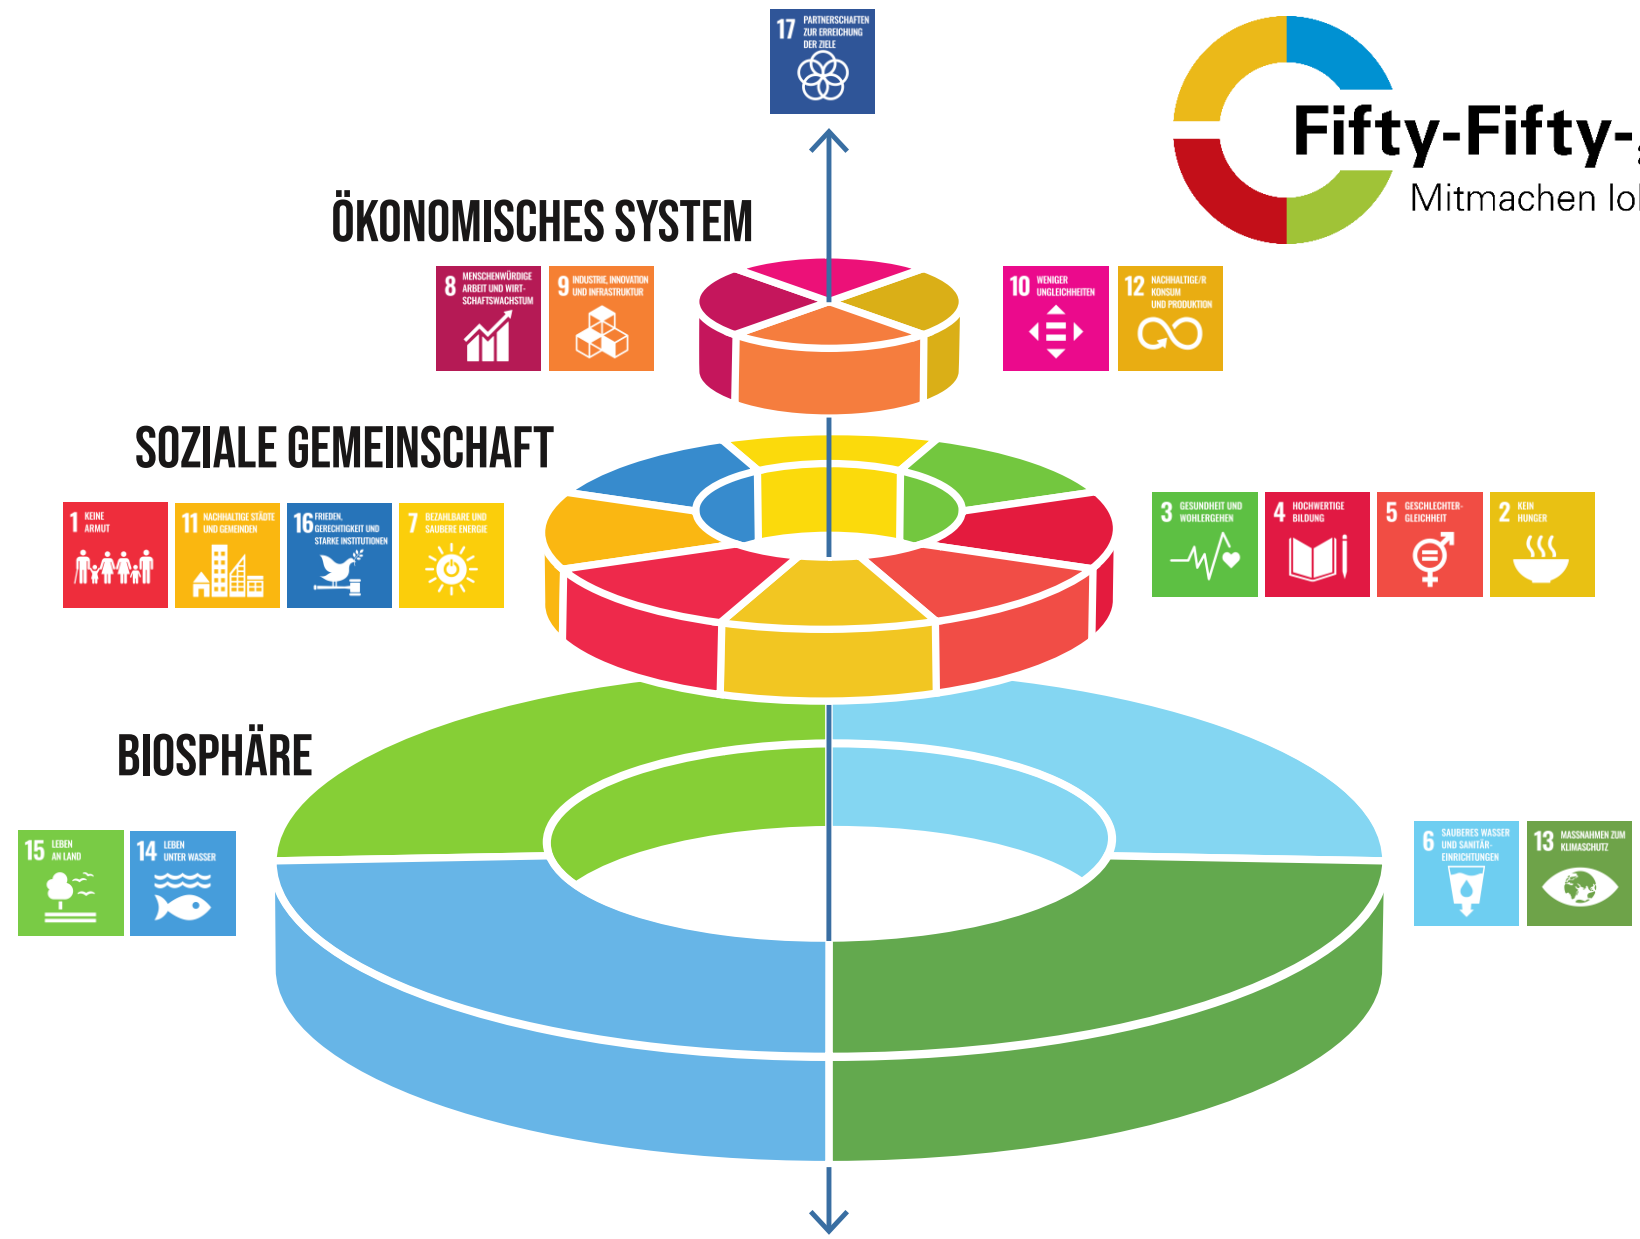 17 PARTNERSCHAFTEN
ZUR ERREICHUNG
DER ZIELE
Fifty-Fifty-
Mitmachen
ÖKONOMISCHES SYSTEM
8 MENSCHENWÜRDIGE
ARBEIT UND WIRT-
SCHAFTSWACHSTUM
9 INDUSTRIE, INNOVATION
UND INFRASTRUKTUR
10 WENIGER
UNGLEICHHEITEN
12 NACHHALTIGE/R
KONSUM
UND PRODUKTION
SOZIALE GEMEINSCHAFT
1 KEINE
ARMUT
11 NACHHALTIGE STÄDTE
UND GEMEINDEN
16 FRIEDEN,
GERECHTIGKEIT UND
STARKE INSTITUTIONEN
7 BEZAHLBARE UND
SAUBERE ENERGIE
3 GESUNDHEIT UND
WOHLERGEHEN
4 HOCHWERTIGE
BILDUNG
5 GESCHLECHTER-
GLEICHHEIT
2 KEIN
HUNGER
BIOSPHÄRE
15 LEBEN
AN LAND
14 LEBEN
UNTER WASSER
6 SAUBERES WASSER
UND SANITÄR-
EINRICHTUNGEN
13 MASSNAHMEN ZUM
KLIMASCHUTZ